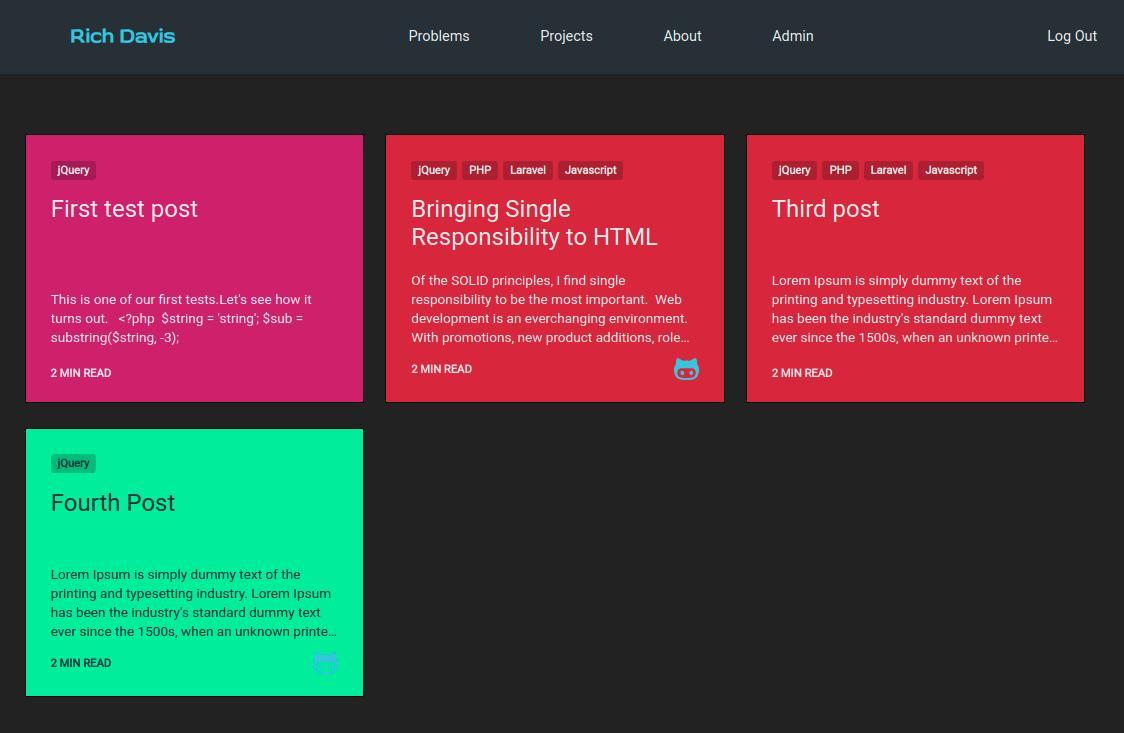 Rich Davis
Problems
Projects
About
Admin
Log Out
jQuery
First test post
This is one of our first tests.Let's see how it
turns out.   <?php  $string = 'string'; $sub =
substring($string, -3);
2 MIN READ
jQuery PHP Laravel Javascript
Bringing Single
Responsibility to HTML
Of the SOLID principles, I find single
responsibility to be the most important.  Web
development is an everchanging environment.
With promotions, new product additions, role...
2 MIN READ
jQuery PHP Laravel Javascript
Third post
Lorem Ipsum is simply dummy text of the
printing and typesetting industry. Lorem Ipsum
has been the industry's standard dummy text
ever since the 1500s, when an unknown printe...
2 MIN READ
jQuery
Fourth Post
Lorem Ipsum is simply dummy text of the
printing and typesetting industry. Lorem Ipsum
has been the industry's standard dummy text
ever since the 1500s, when an unknown printe...
2 MIN READ